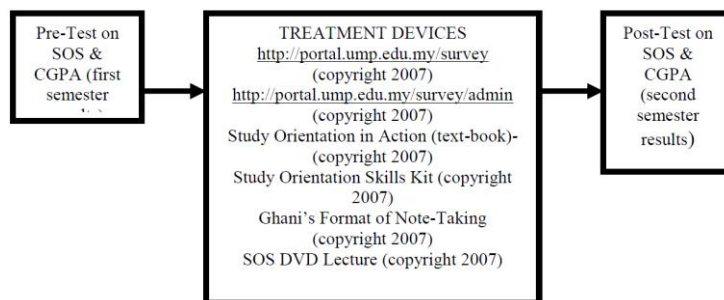 Pre-Test on
SOS &
CGPA (first
semester
TREATMENT DEVICES
http://portal.ump.edu.my/survey
(copyright 2007)
http://portal.ump.edu.my/survey/admin
(copyright 2007)
Study Orientation in Action (text-book)-
(copyright 2007)
Study Orientation Skills Kit (copyright
2007)
Ghani's Format of Note-Taking
(copyright 2007)
SOS DVD Lecture (copyright 2007)
Post-Test on
SOS &
CGPA
(second
semester
results)